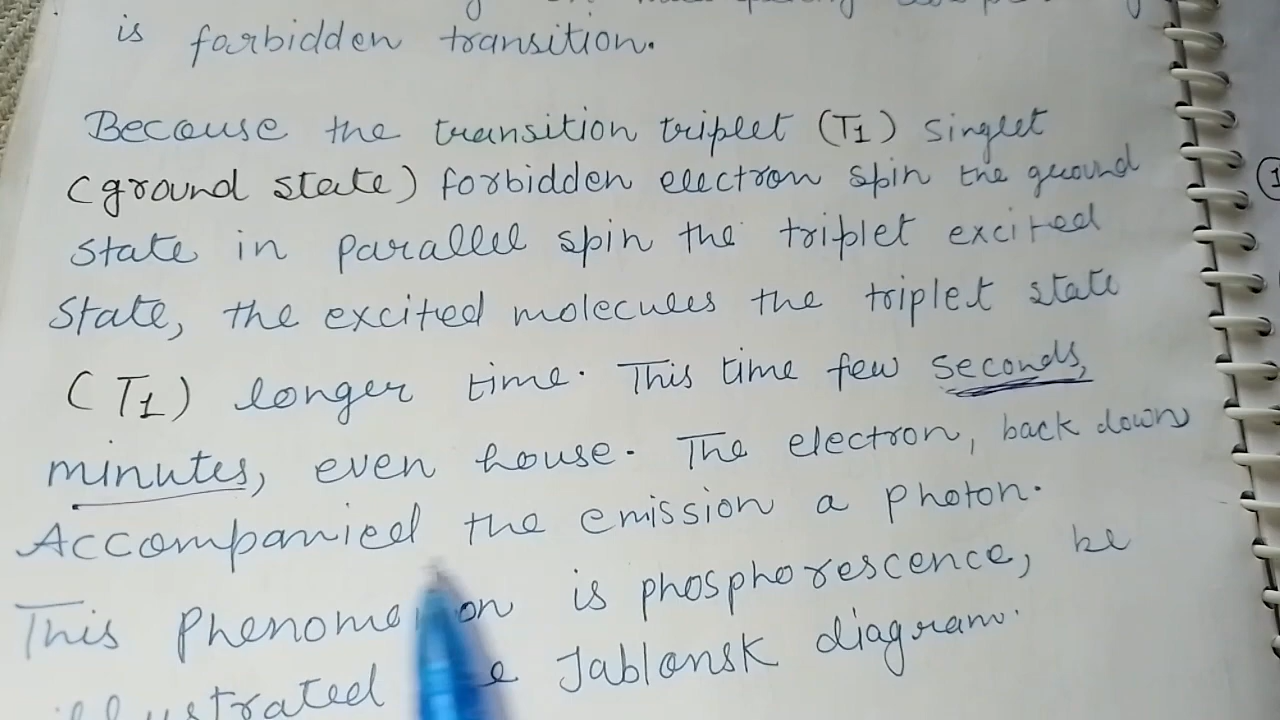 is forbidden transition.
Because the transition triplet (T1) singlet
(ground state) forbidden electron spin the ground
state in parallel spin the triplet excited
state, the excited molecules the triplet state
(T1) longer time. This time few seconds,
minutes, even house. The electron, back down
Accompanied the emission a photon.
This is phosphorescence, be
Jablonsk diagram.
(1